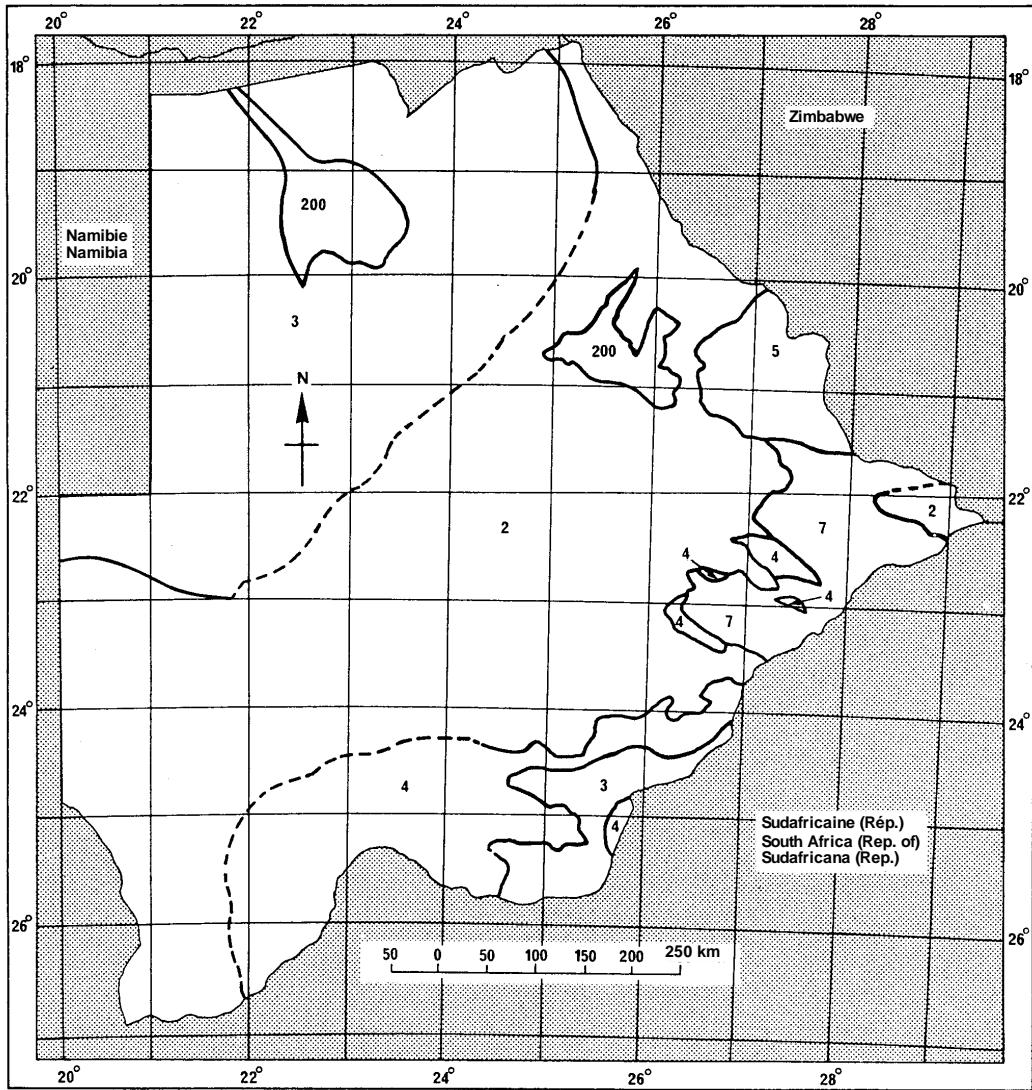 20° 22° 24° 26° 28°
18° 18°
Zimbabwe
200
Namibie
Namibia
20° 20°
3
200 5
N
22° 22°
2 2
7
4 4
4
4 7
24° 24°
4 3
4
Sudafricaine (Rép.)
South Africa (Rep. of)
Sudafricana (Rep.)
26° 26°
50 0 50 100 150 200 250 km
20° 22° 24° 26° 28°